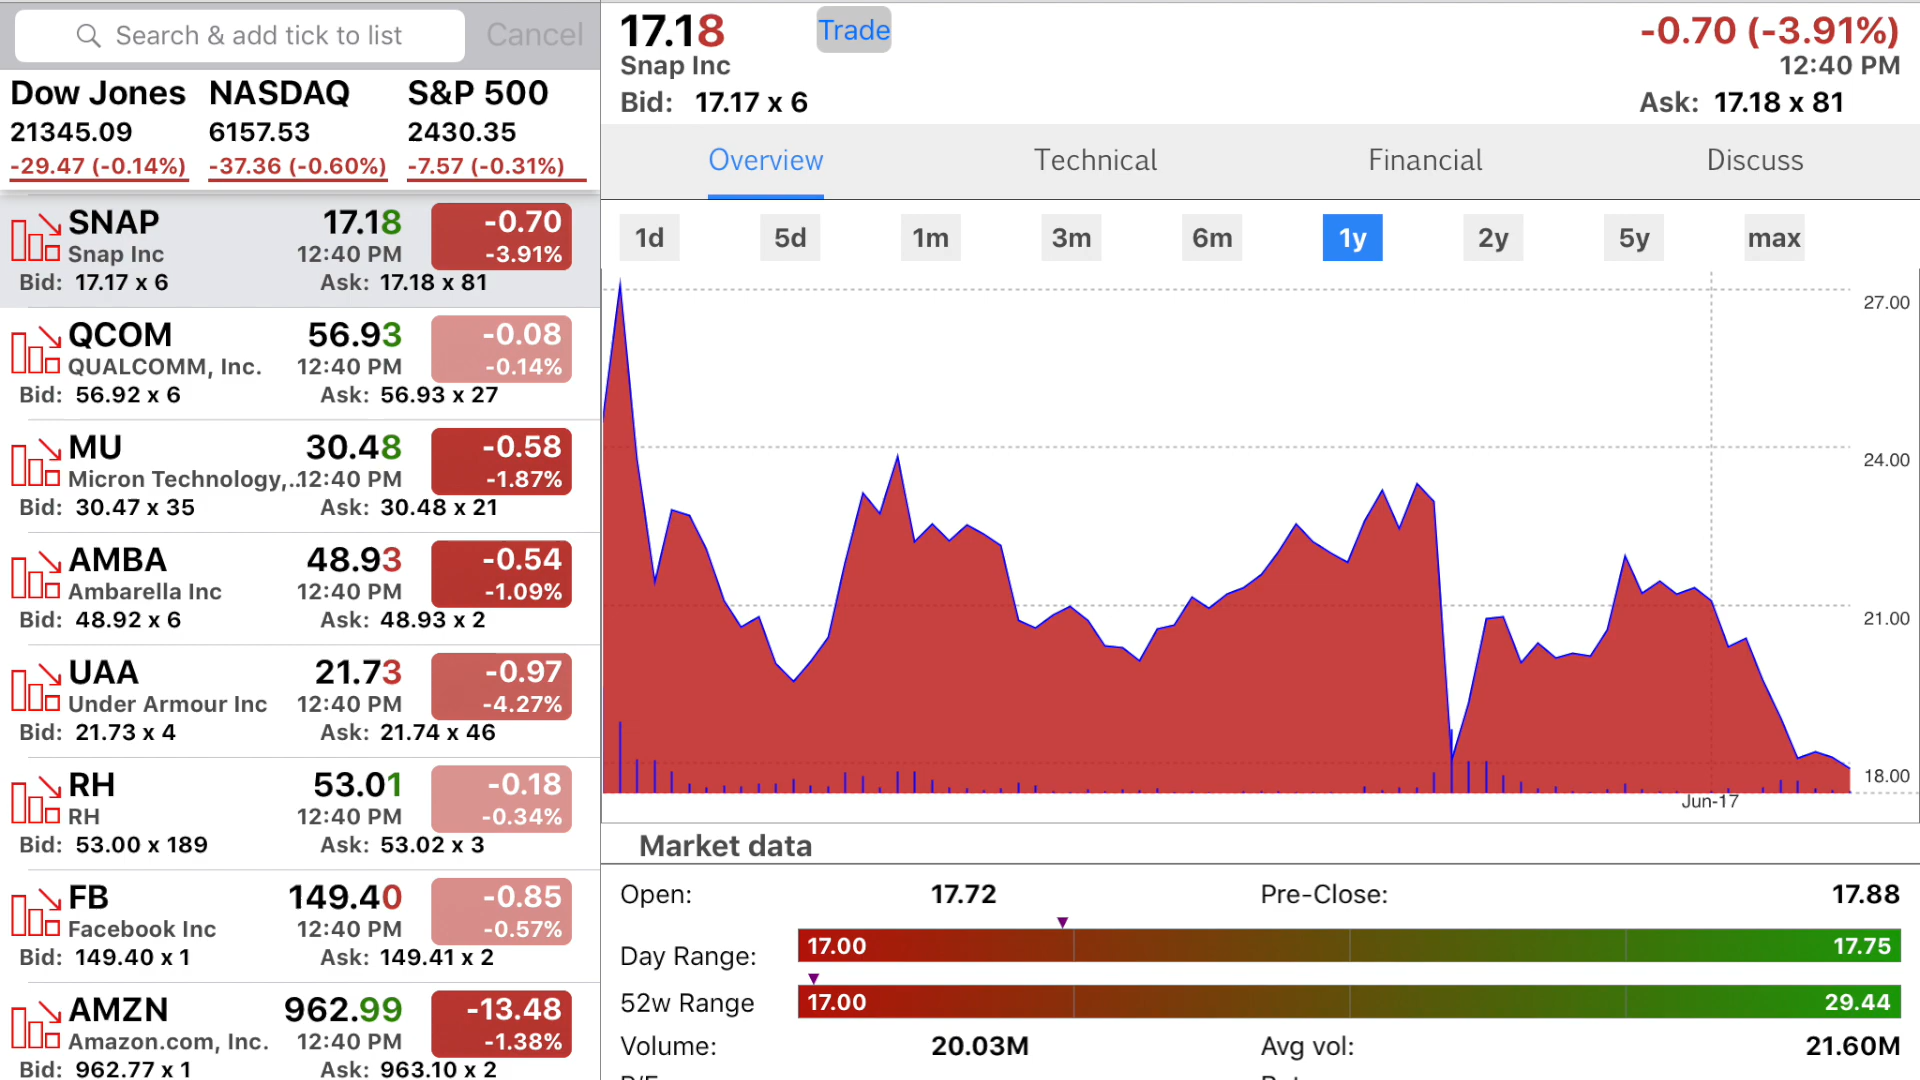 Search & add tick to list
Cancel
Dow Jones
21345.09
-29.47 (-0.14%)
NASDAQ
6157.53
-37.36 (-0.60%)
S&P 500
2430.35
-7.57 (-0.31%)
SNAP 17.18 -0.70
Snap Inc 12:40 PM -3.91%
Bid: 17.17 x 6 Ask: 17.18 x 81
QCOM 56.93 -0.08
QUALCOMM, Inc. 12:40 PM -0.14%
Bid: 56.92 x 6 Ask: 56.93 x 27
MU 30.48 -0.58
Micron Technology,.. 12:40 PM -1.87%
Bid: 30.47 x 35 Ask: 30.48 x 21
AMBA 48.93 -0.54
Ambarella Inc 12:40 PM -1.09%
Bid: 48.92 x 6 Ask: 48.93 x 2
UAA 21.73 -0.97
Under Armour Inc 12:40 PM -4.27%
Bid: 21.73 x 4 Ask: 21.74 x 46
RH 53.01 -0.18
RH 12:40 PM -0.34%
Bid: 53.00 x 189 Ask: 53.02 x 3
FB 149.40 -0.85
Facebook Inc 12:40 PM -0.57%
Bid: 149.40 x 1 Ask: 149.41 x 2
AMZN 962.99 -13.48
Amazon.com, Inc. 12:40 PM -1.38%
Bid: 962.77 x 1 Ask: 963.10 x 2
17.18 Trade -0.70 (-3.91%)
Snap Inc 12:40 PM
Bid: 17.17 x 6 Ask: 17.18 x 81
Overview Technical Financial Discuss
1d 5d 1m 3m 6m 1y 2y 5y max
27.00
24.00
21.00
18.00
Jun-17
Market data
Open: 17.72 Pre-Close: 17.88
Day Range: 17.00 17.75
52w Range 17.00 29.44
Volume: 20.03M Avg vol: 21.60M